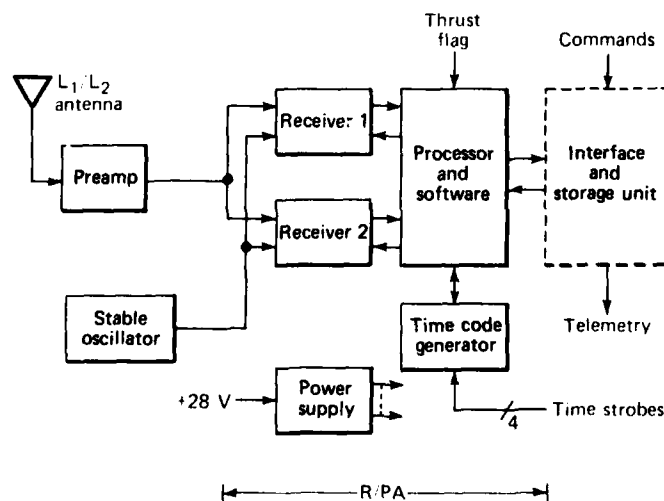 Thrust
flag
Commands
L₁/L₂
antenna
Receiver 1
Preamp
Processor
and
software
Interface
and
storage unit
Receiver 2
Stable
oscillator
Time code
generator
Telemetry
+28 V
Power
supply
4
Time strobes
R/PA